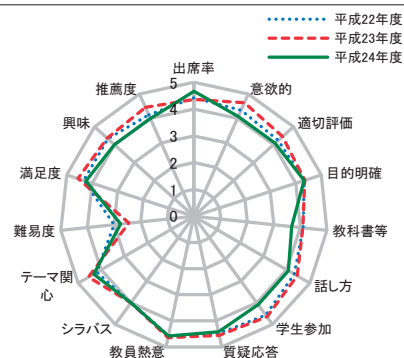 平成22年度
平成23年度
平成24年度
出席率
意欲的
適切評価
目的明確
教科書等
話し方
学生参加
質疑応答
教員熱意
シラバス
テーマ関
心
難易度
満足度
興味
推薦度
5
4
3
2
1
0